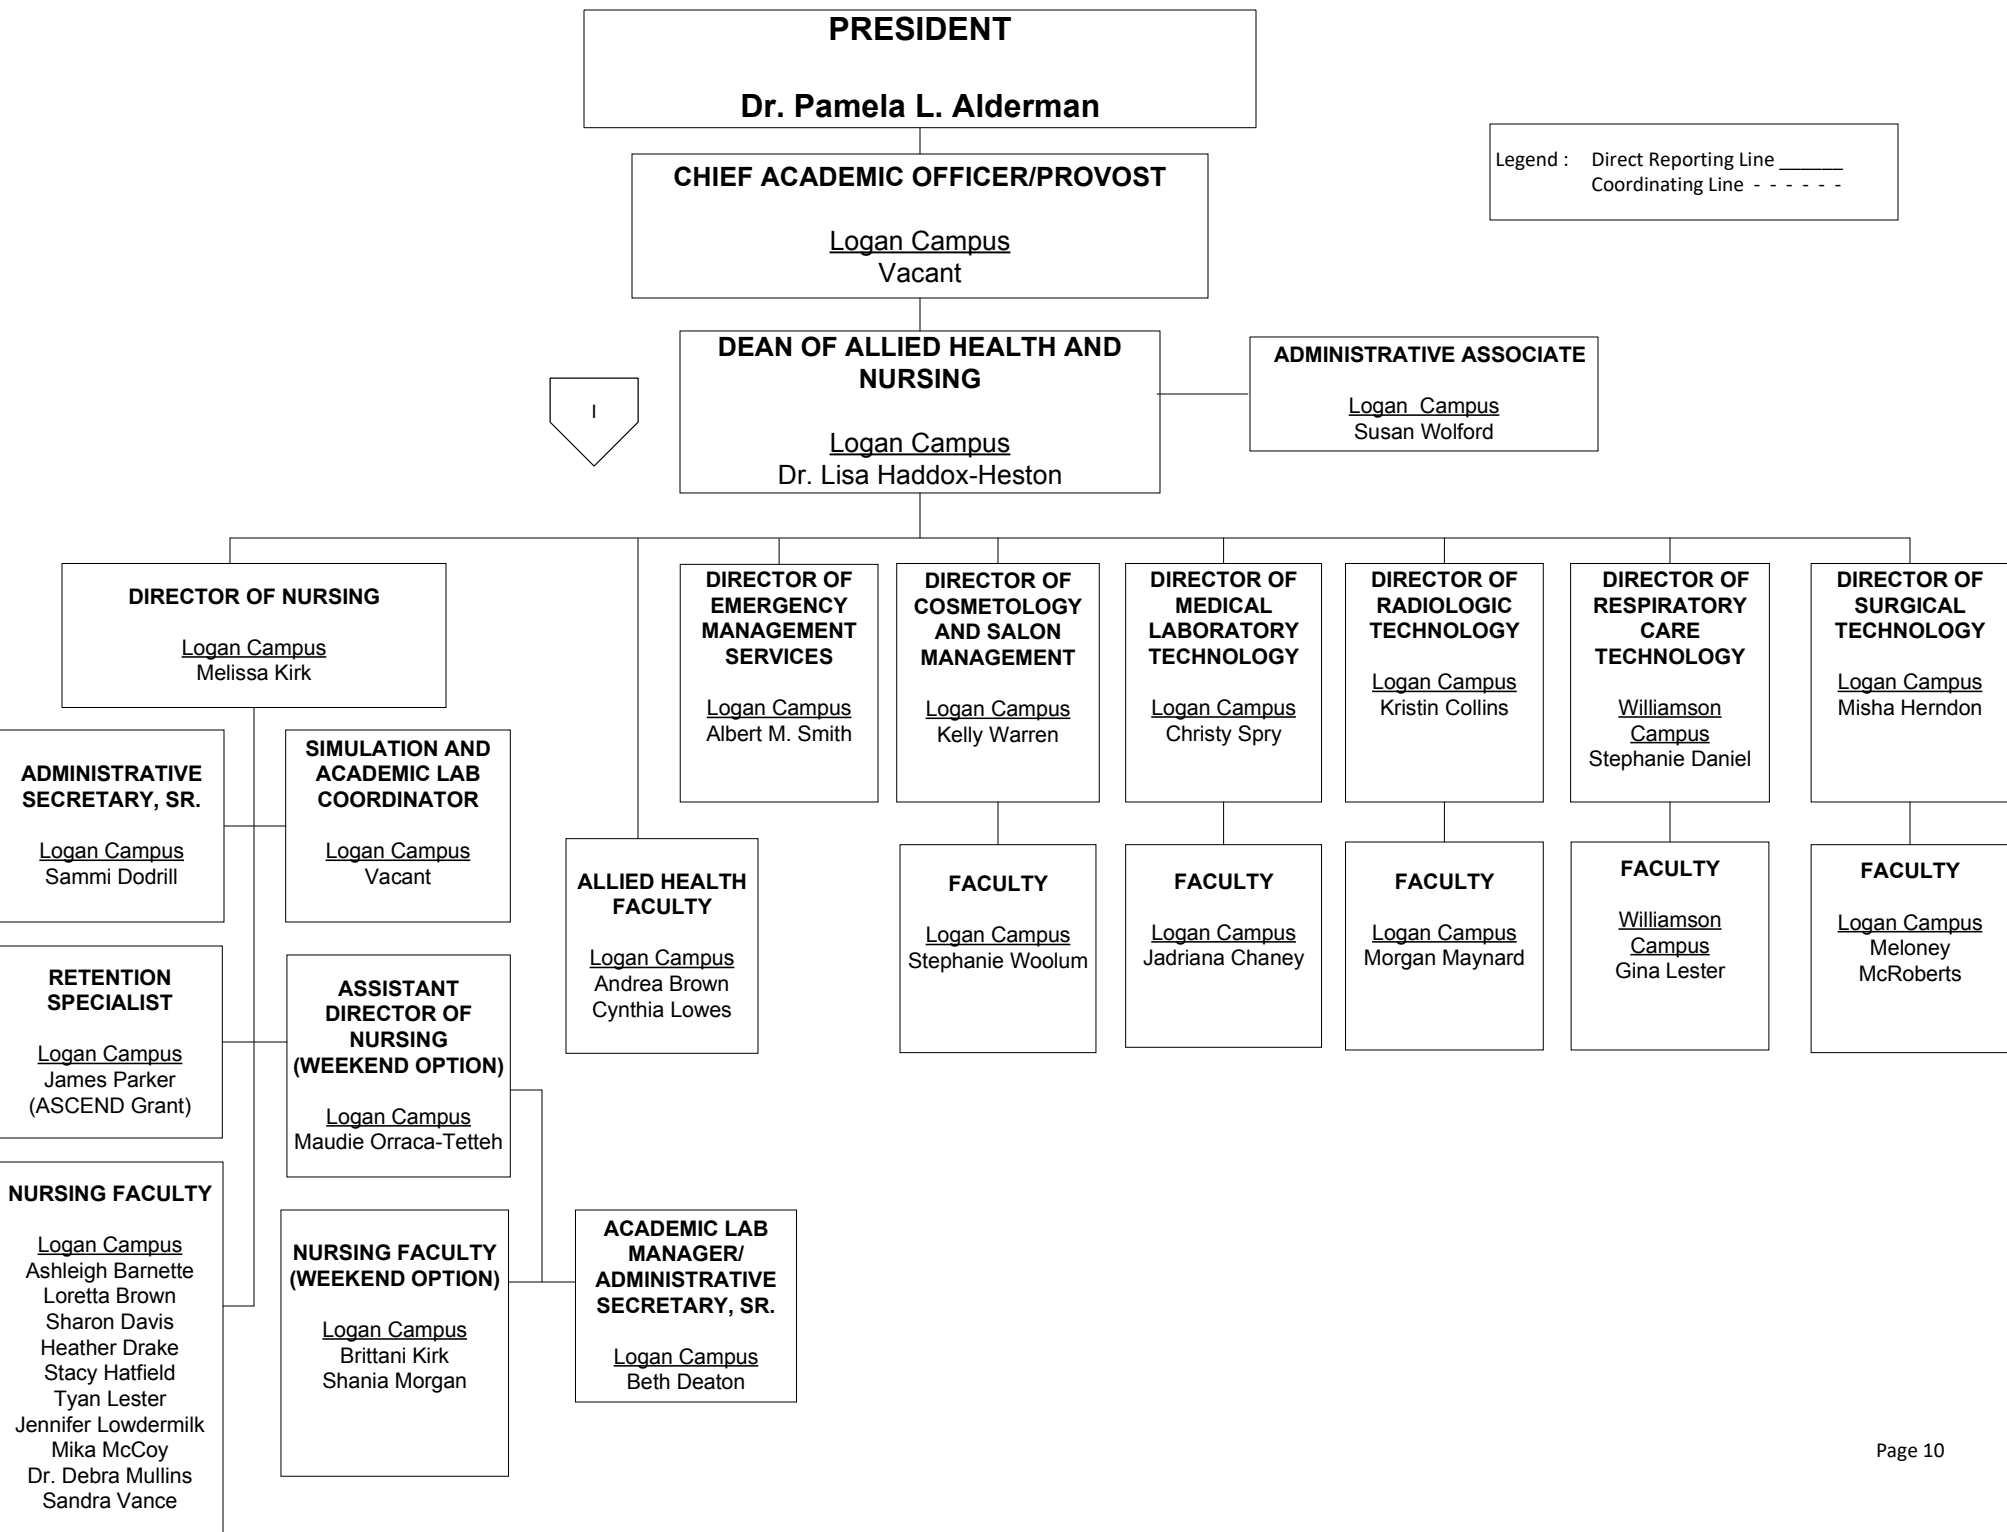 PRESIDENT
Dr. Pamela L. Alderman
CHIEF ACADEMIC OFFICER/PROVOST
Logan Campus
Vacant
Legend : Direct Reporting Line ______
Coordinating Line - - - - - -
DEAN OF ALLIED HEALTH AND
NURSING
Logan Campus
Dr. Lisa Haddox-Heston
ADMINISTRATIVE ASSOCIATE
Logan Campus
Susan Wolford
I
DIRECTOR OF NURSING
Logan Campus
Melissa Kirk
DIRECTOR OF
EMERGENCY
MANAGEMENT
SERVICES
Logan Campus
Albert M. Smith
DIRECTOR OF
COSMETOLOGY
AND SALON
MANAGEMENT
Logan Campus
Kelly Warren
DIRECTOR OF
MEDICAL
LABORATORY
TECHNOLOGY
Logan Campus
Christy Spry
DIRECTOR OF
RADIOLOGIC
TECHNOLOGY
Logan Campus
Kristin Collins
DIRECTOR OF
RESPIRATORY
CARE
TECHNOLOGY
Williamson
Campus
Stephanie Daniel
DIRECTOR OF
SURGICAL
TECHNOLOGY
Logan Campus
Misha Herndon
ADMINISTRATIVE
SECRETARY, SR.
Logan Campus
Sammi Dodrill
SIMULATION AND
ACADEMIC LAB
COORDINATOR
Logan Campus
Vacant
ALLIED HEALTH
FACULTY
Logan Campus
Andrea Brown
Cynthia Lowes
FACULTY
Logan Campus
Stephanie Woolum
FACULTY
Logan Campus
Jadriana Chaney
FACULTY
Logan Campus
Morgan Maynard
FACULTY
Williamson
Campus
Gina Lester
FACULTY
Logan Campus
Meloney
McRoberts
RETENTION
SPECIALIST
Logan Campus
James Parker
(ASCEND Grant)
ASSISTANT
DIRECTOR OF
NURSING
(WEEKEND OPTION)
Logan Campus
Maudie Orraca-Tetteh
NURSING FACULTY
Logan Campus
Ashleigh Barnette
Loretta Brown
Sharon Davis
Heather Drake
Stacy Hatfield
Tyan Lester
Jennifer Lowdermilk
Mika McCoy
Dr. Debra Mullins
Sandra Vance
NURSING FACULTY
(WEEKEND OPTION)
Logan Campus
Brittani Kirk
Shania Morgan
ACADEMIC LAB
MANAGER/
ADMINISTRATIVE
SECRETARY, SR.
Logan Campus
Beth Deaton
Page 10